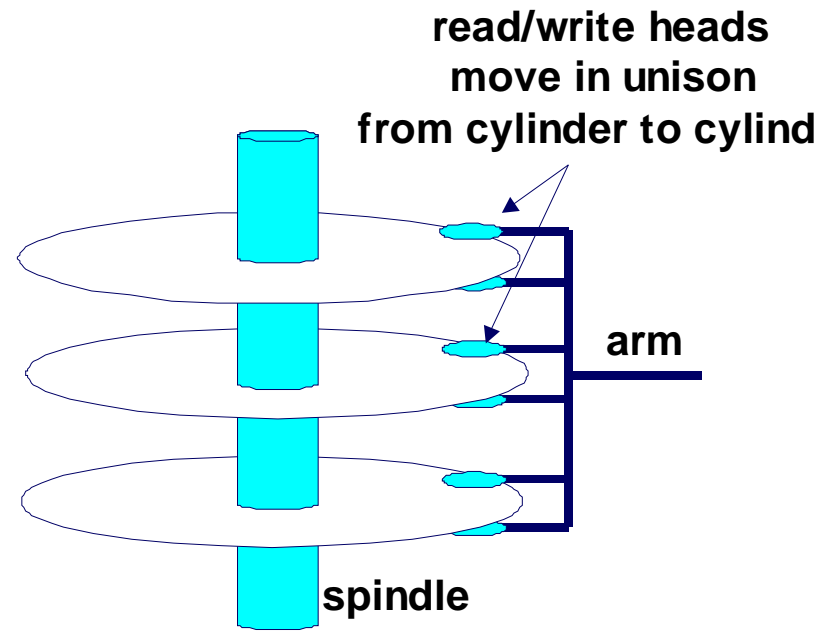 read/write heads
move in unison
from cylinder to cylind
arm
spindle